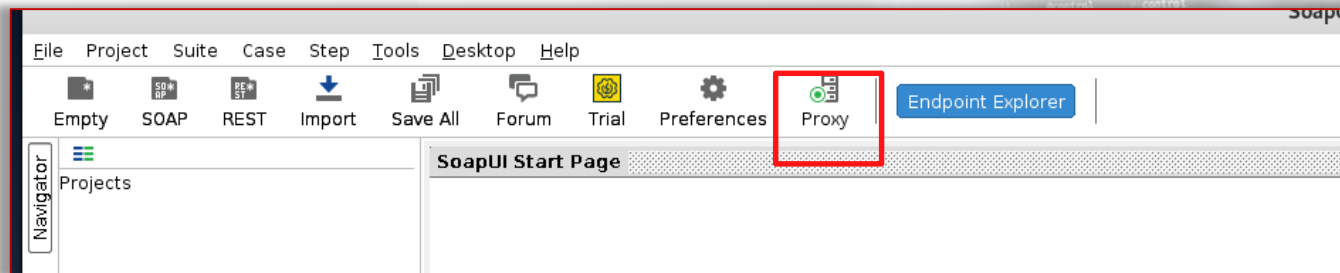 Soap
File Project Suite Case Step Tools Desktop Help
Empty SOAP REST Import Save All Forum Trial Preferences Proxy Endpoint Explorer
SoapUI Start Page
Navigator
Projects